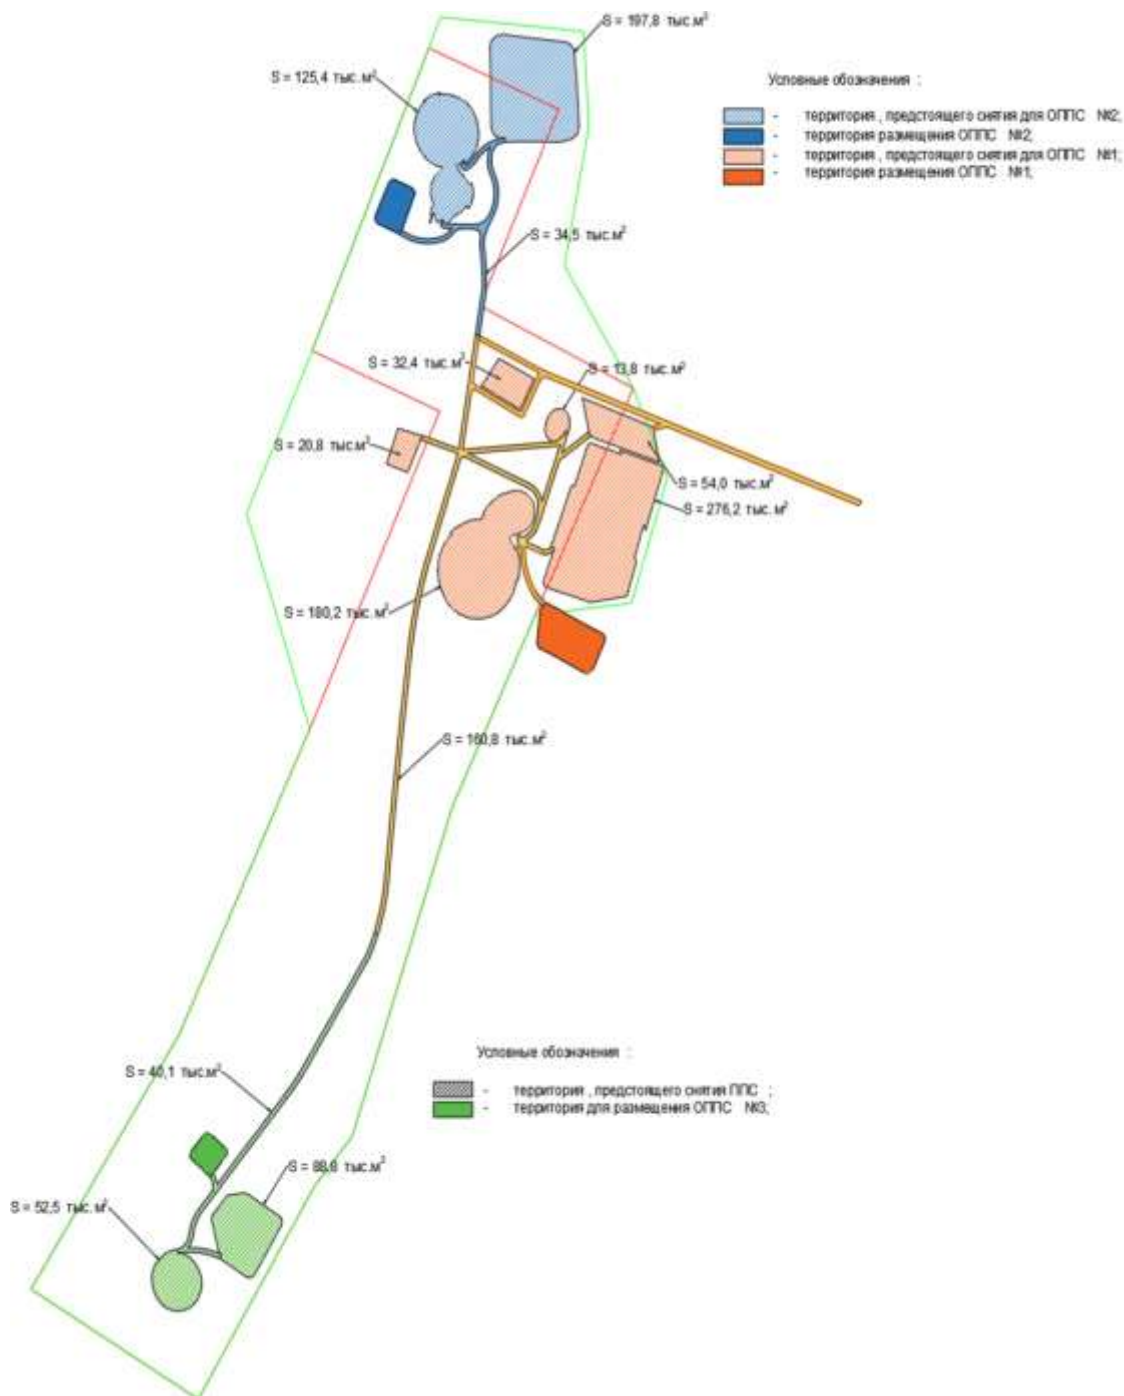 S = 197,8 тыс.м²
S = 125,4 тыс.м²
Условные обозначения :
- территория , предстоящего снятия для ОППС №2;
- территория размещения ОППС №2;
- территория , предстоящего снятия для ОППС №1;
- территория размещения ОППС №1;
S = 34,5 тыс.м²
S = 32,4 тыс.м²
S = 13,8 тыс.м²
S = 20,8 тыс.м²
S = 54,0 тыс.м²
S = 276,2 тыс.м²
S = 180,2 тыс.м²
S = 160,8 тыс.м²
Условные обозначения :
S = 40,1 тыс.м²
- территория , предстоящего снятия ППС ;
- территория для размещения ОППС №3;
S = 88,8 тыс.м²
S = 52,5 тыс.м²